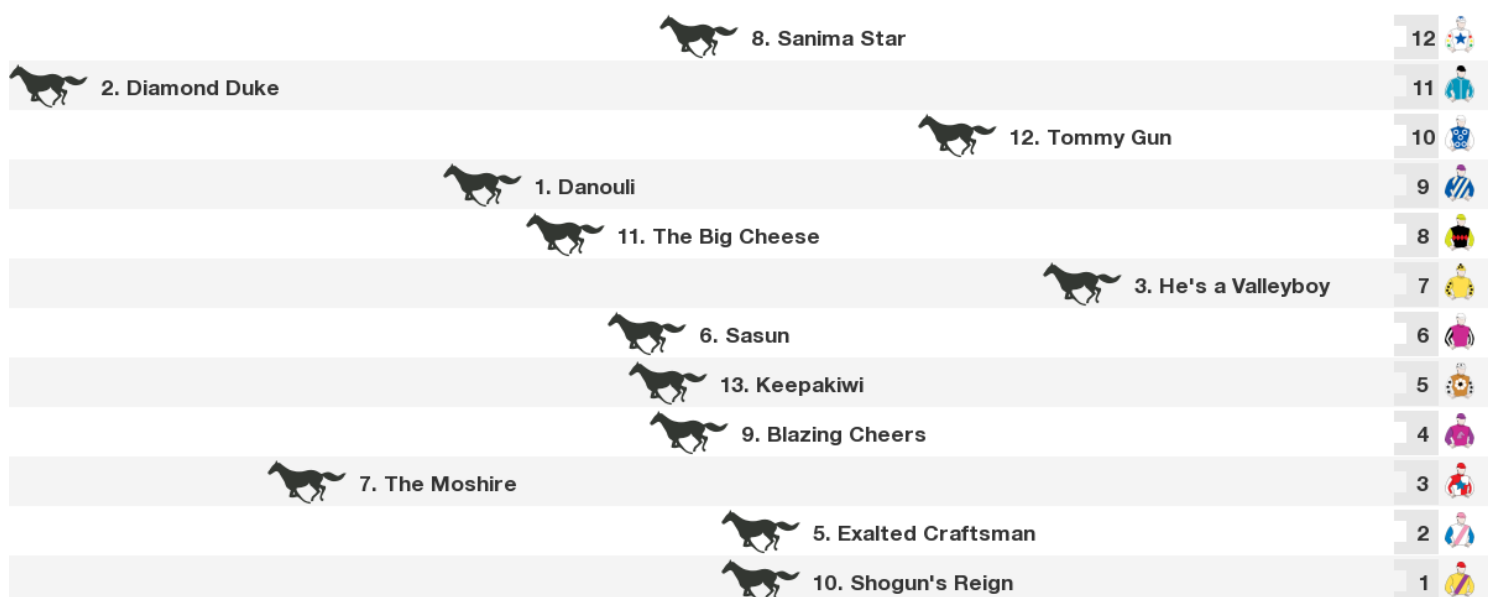 8. Sanima Star 12
2. Diamond Duke 11
12. Tommy Gun 10
1. Danouli 9
11. The Big Cheese 8
3. He's a Valleyboy 7
6. Sasun 6
13. Keepakiwi 5
9. Blazing Cheers 4
7. The Moshire 3
5. Exalted Craftsman 2
10. Shogun's Reign 1